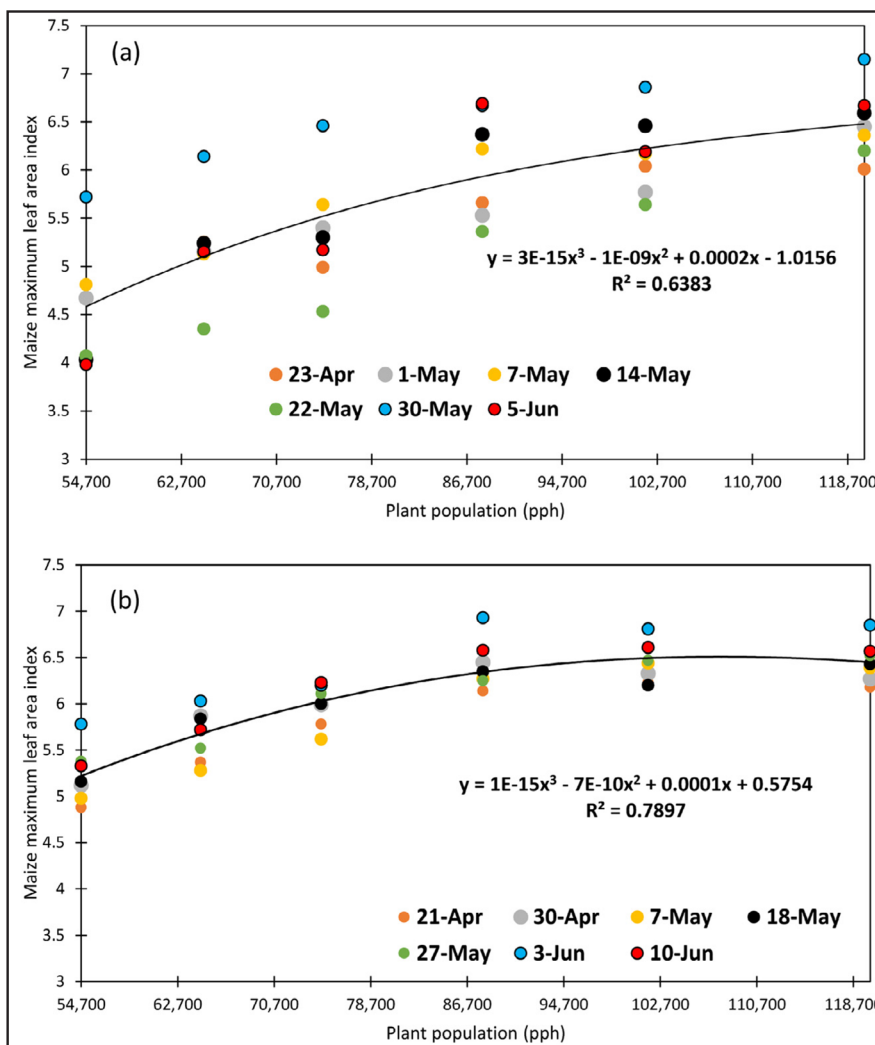 (a)
7.5
7
6.5
6
5.5
5
4.5
4
3.5
3
Maize maximum leaf area index
y = 3E-15x³ - 1E-09x² + 0.0002x - 1.0156
R² = 0.6383
23-Apr 1-May 7-May 14-May
22-May 30-May 5-Jun
54,700 62,700 70,700 78,700 86,700 94,700 102,700 110,700 118,700
Plant population (pph)
(b)
7.5
7
6.5
6
5.5
5
4.5
4
3.5
3
Maize maximum leaf area index
y = 1E-15x³ - 7E-10x² + 0.0001x + 0.5754
R² = 0.7897
21-Apr 30-Apr 7-May 18-May
27-May 3-Jun 10-Jun
54,700 62,700 70,700 78,700 86,700 94,700 102,700 110,700 118,700
Plant population (pph)